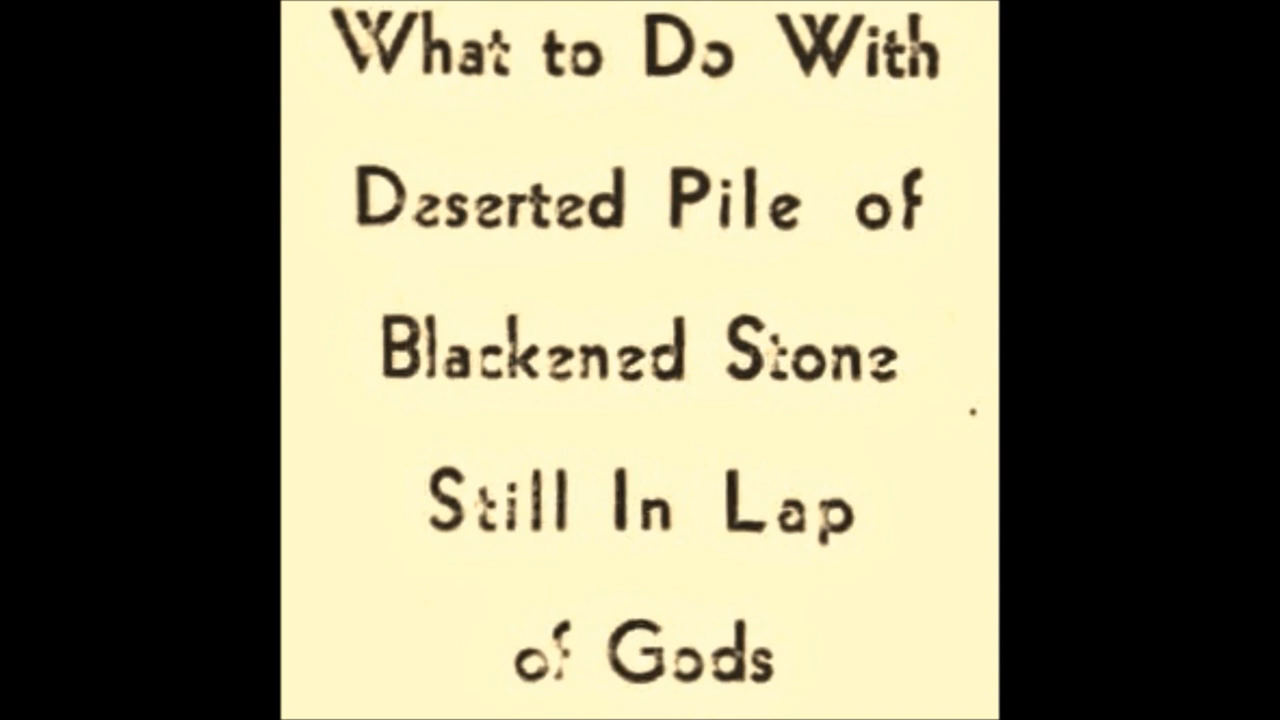 What to Do With
Deserted Pile of
Blackened Stone
Still In Lap
of Gods